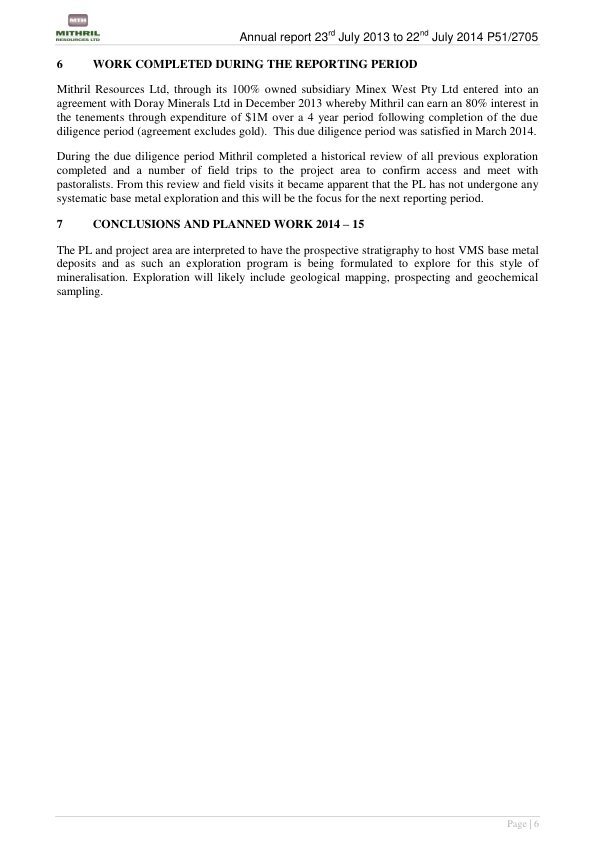 MTH
MITHRIL
RESOURCES LTD
Annual report 23rd July 2013 to 22nd July 2014 P51/2705
6 WORK COMPLETED DURING THE REPORTING PERIOD
Mithril Resources Ltd, through its 100% owned subsidiary Minex West Pty Ltd entered into an
agreement with Doray Minerals Ltd in December 2013 whereby Mithril can earn an 80% interest in
the tenements through expenditure of $1M over a 4 year period following completion of the due
diligence period (agreement excludes gold). This due diligence period was satisfied in March 2014.
During the due diligence period Mithril completed a historical review of all previous exploration
completed and a number of field trips to the project area to confirm access and meet with
pastoralists. From this review and field visits it became apparent that the PL has not undergone any
systematic base metal exploration and this will be the focus for the next reporting period.
7 CONCLUSIONS AND PLANNED WORK 2014 – 15
The PL and project area are interpreted to have the prospective stratigraphy to host VMS base metal
deposits and as such an exploration program is being formulated to explore for this style of
mineralisation. Exploration will likely include geological mapping, prospecting and geochemical
sampling.
Page | 6